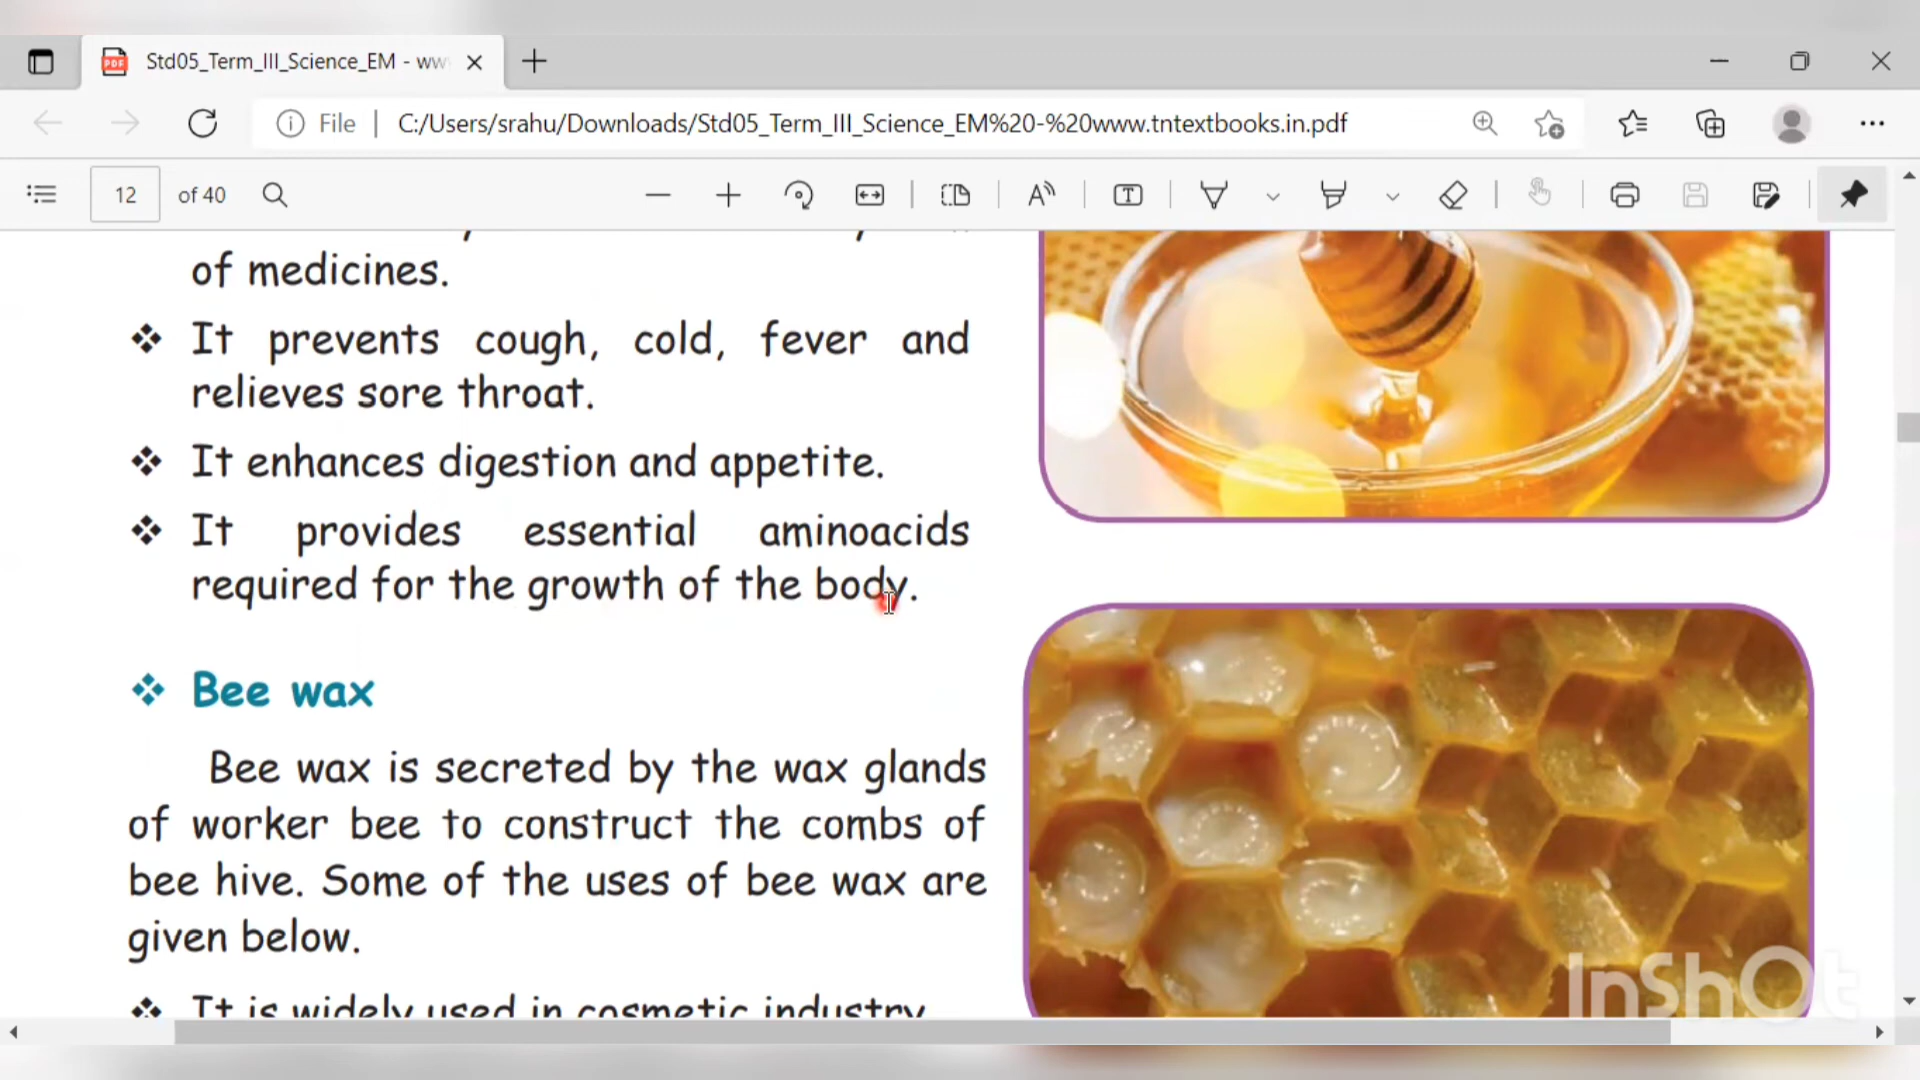 Std05_Term_III_Science_EM - ww
File
C:/Users/srahu/Downloads/Std05_Term_III_Science_EM%20-%20www.tntextbooks.in.pdf
12 of 40
of medicines.
❖ It prevents cough, cold, fever and
relieves sore throat.
❖ It enhances digestion and appetite.
❖ It provides essential aminoacids
required for the growth of the body.
❖ Bee wax
Bee wax is secreted by the wax glands
of worker bee to construct the combs of
bee hive. Some of the uses of bee wax are
given below.
❖ It is widely used in cosmetic industry
InShOt